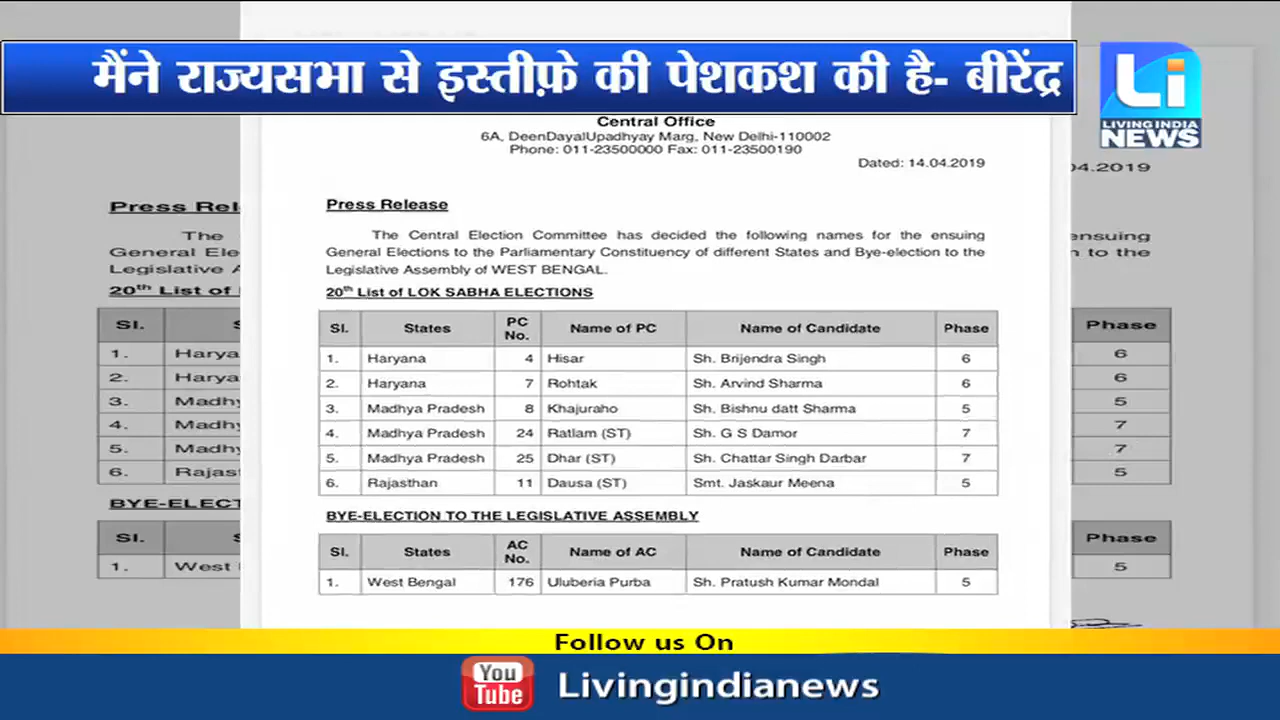 मैंने राज्यसभा से इस्तीफ़े की पेशकश की है- बीरेंद्र
Li
LIVING INDIA
NEWS
Central Office
6A, DeenDayalUpadhyay Marg, New Delhi-110002
Phone: 011-23500000 Fax: 011-23500190
Dated: 14.04.2019
Press Release
The Central Election Committee has decided the following names for the ensuing
General Elections to the Parliamentary Constituency of different States and Bye-election to the
Legislative Assembly of WEST BENGAL.
20th List of LOK SABHA ELECTIONS
Sl. States PC No. Name of PC Name of Candidate Phase
1. Haryana 4 Hisar Sh. Brijendra Singh 6
2. Haryana 7 Rohtak Sh. Arvind Sharma 6
3. Madhya Pradesh 8 Khajuraho Sh. Bishnu datt Sharma 5
4. Madhya Pradesh 24 Ratlam (ST) Sh. G S Damor 7
5. Madhya Pradesh 25 Dhar (ST) Sh. Chattar Singh Darbar 7
6. Rajasthan 11 Dausa (ST) Smt. Jaskaur Meena 5
BYE-ELECTION TO THE LEGISLATIVE ASSEMBLY
Sl. States AC No. Name of AC Name of Candidate Phase
1. West Bengal 176 Uluberia Purba Sh. Pratush Kumar Mondal 5
Follow us On
You
Tube
Livingindianews